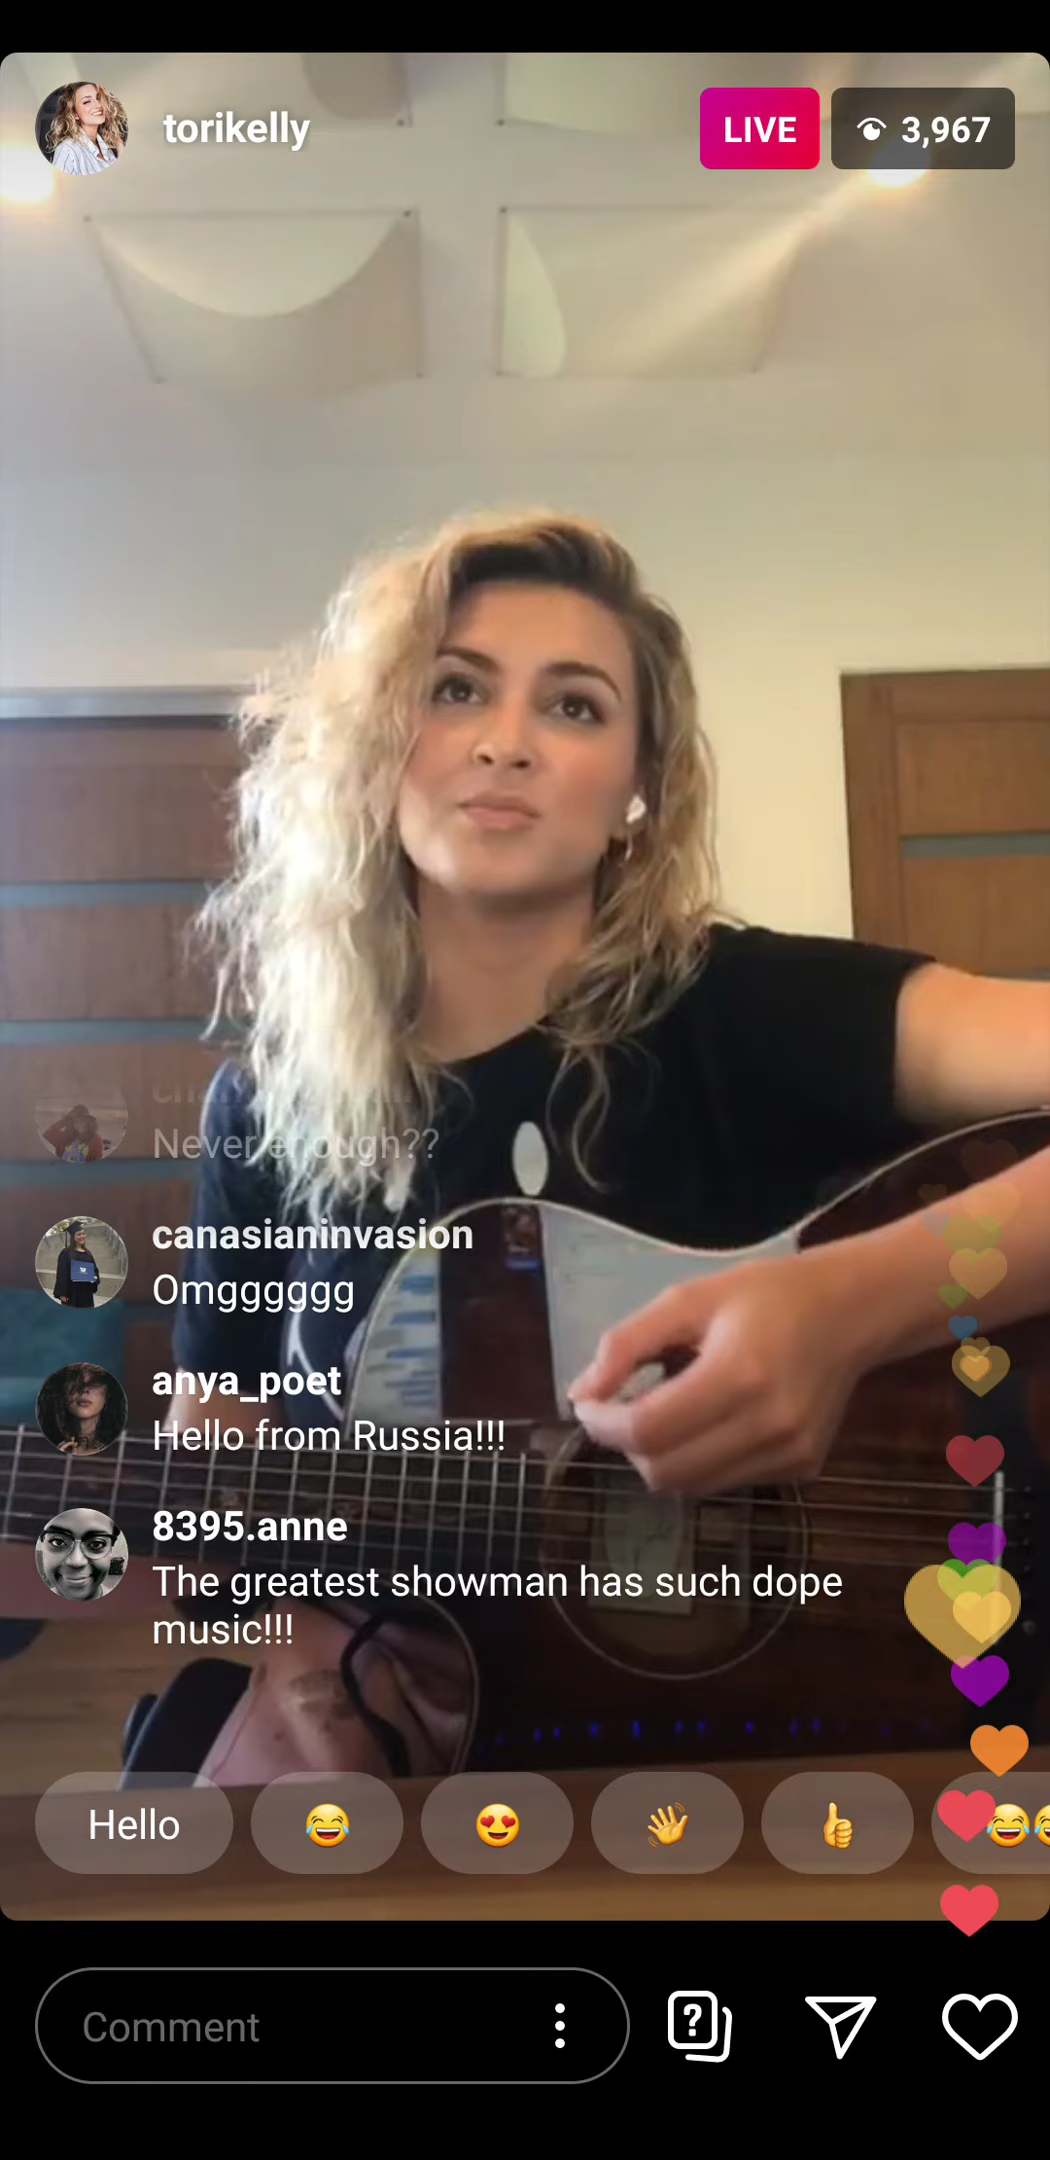 torikelly
LIVE
3,967
Never enough??
canasianinvasion
Omgggggg
anya_poet
Hello from Russia!!!
8395.anne
The greatest showman has such dope
music!!!
Hello
Comment